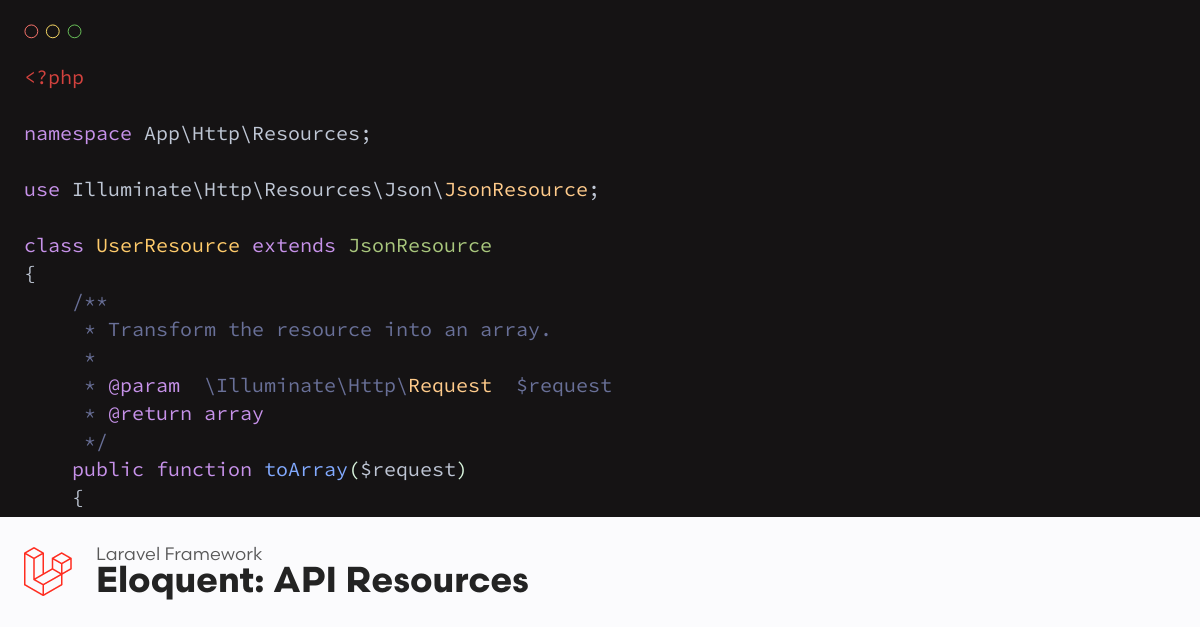 <?php
namespace App\Http\Resources;
use Illuminate\Http\Resources\Json\JsonResource;
class UserResource extends JsonResource
{
    /**
     * Transform the resource into an array.
     *
     * @param  \Illuminate\Http\Request  $request
     * @return array
     */
    public function toArray($request)
    {
Laravel Framework
Eloquent: API Resources